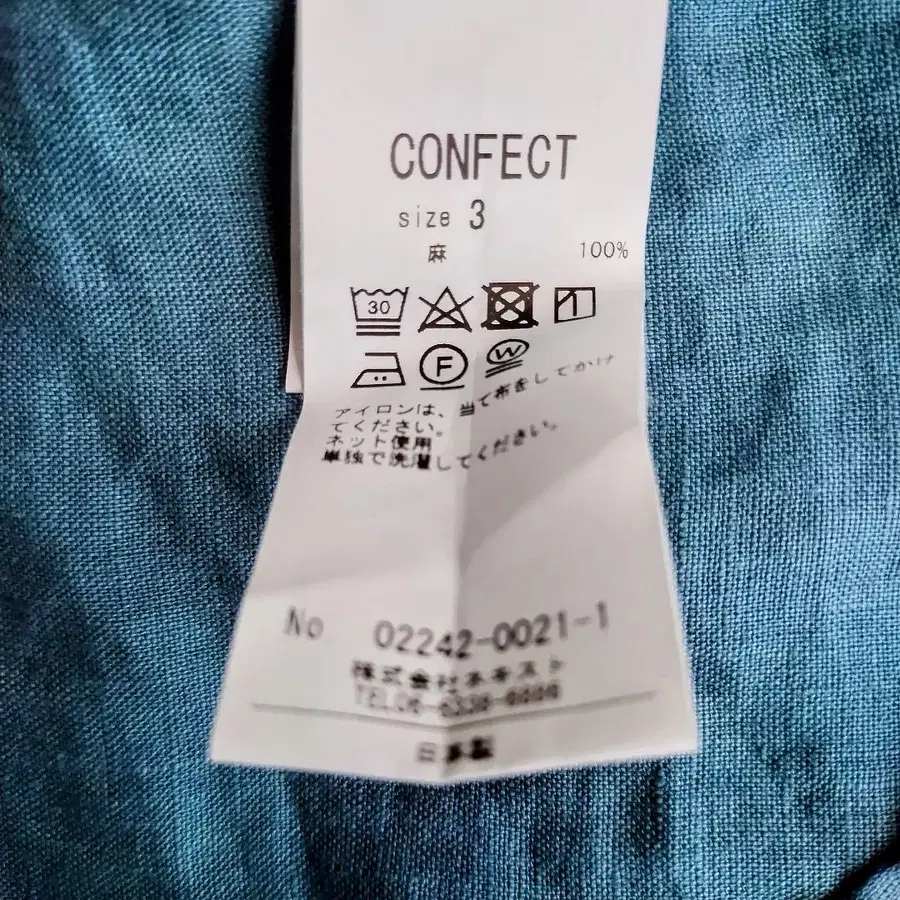 CONFECT
size 3
麻 100%
30
F W
アイロンは、当て布をしてかけ
てください。
ネット使用
単独で洗濯してください。
No 02242-0021-1
株式会社ネキスト
日本製